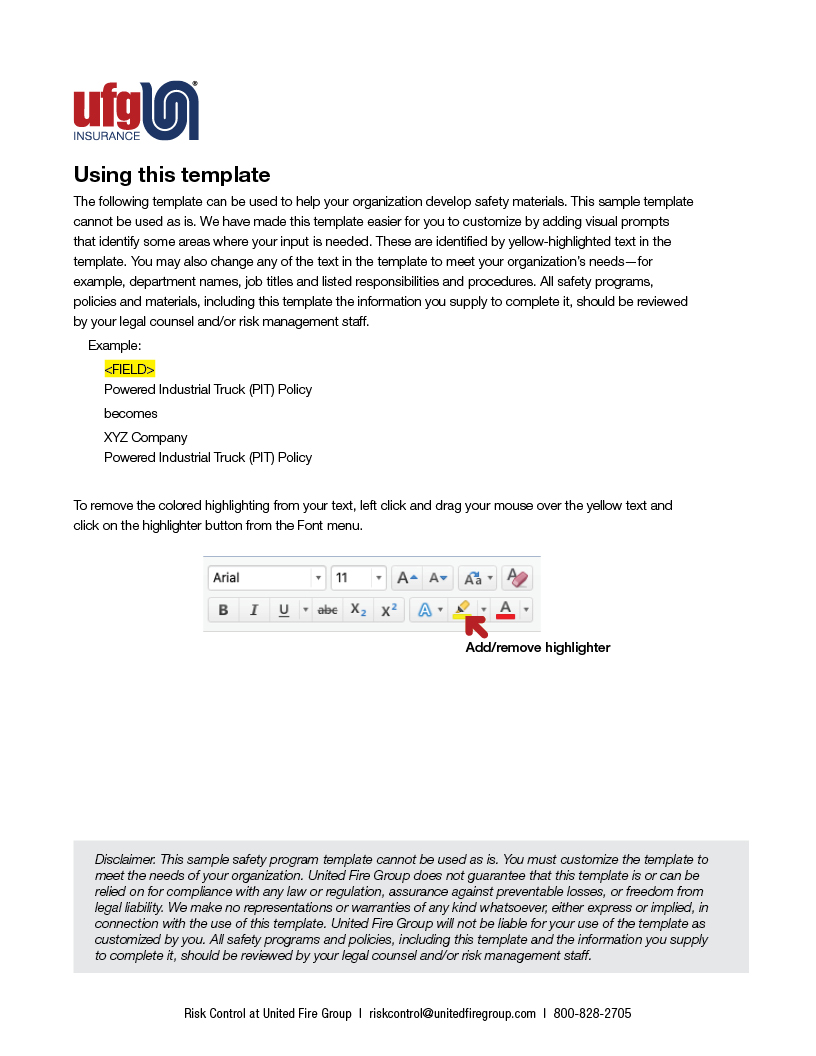 ufg
INSURANCE
Using this template
The following template can be used to help your organization develop safety materials. This sample template
cannot be used as is. We have made this template easier for you to customize by adding visual prompts
that identify some areas where your input is needed. These are identified by yellow-highlighted text in the
template. You may also change any of the text in the template to meet your organization’s needs—for
example, department names, job titles and listed responsibilities and procedures. All safety programs,
policies and materials, including this template the information you supply to complete it, should be reviewed
by your legal counsel and/or risk management staff.
Example:
<FIELD>
Powered Industrial Truck (PIT) Policy
becomes
XYZ Company
Powered Industrial Truck (PIT) Policy
To remove the colored highlighting from your text, left click and drag your mouse over the yellow text and
click on the highlighter button from the Font menu.
Arial 11 A A Aa A
B I U abc X2 X2 A A
Add/remove highlighter
Disclaimer. This sample safety program template cannot be used as is. You must customize the template to
meet the needs of your organization. United Fire Group does not guarantee that this template is or can be
relied on for compliance with any law or regulation, assurance against preventable losses, or freedom from
legal liability. We make no representations or warranties of any kind whatsoever, either express or implied, in
connection with the use of this template. United Fire Group will not be liable for your use of the template as
customized by you. All safety programs and policies, including this template and the information you supply
to complete it, should be reviewed by your legal counsel and/or risk management staff.
Risk Control at United Fire Group | riskcontrol@unitedfiregroup.com | 800-828-2705